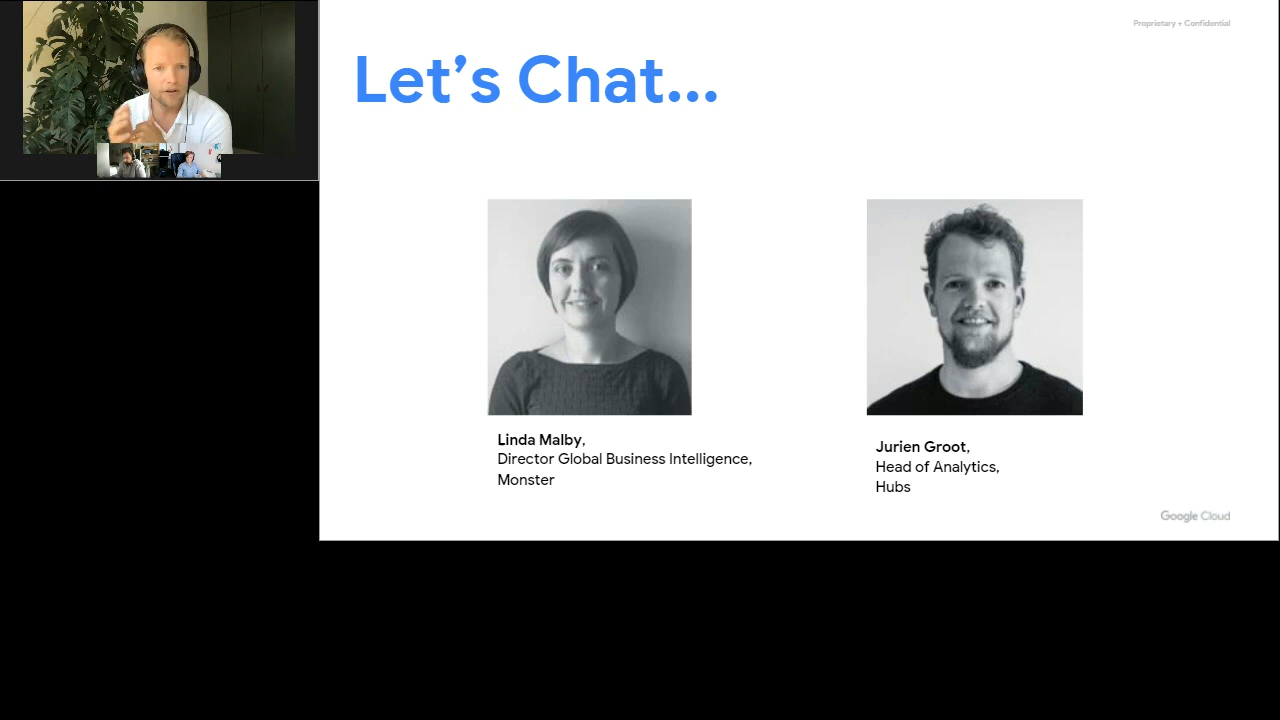 Proprietary + Confidential
Let’s Chat...
Linda Malby,
Director Global Business Intelligence,
Monster
Jurien Groot,
Head of Analytics,
Hubs
Google Cloud